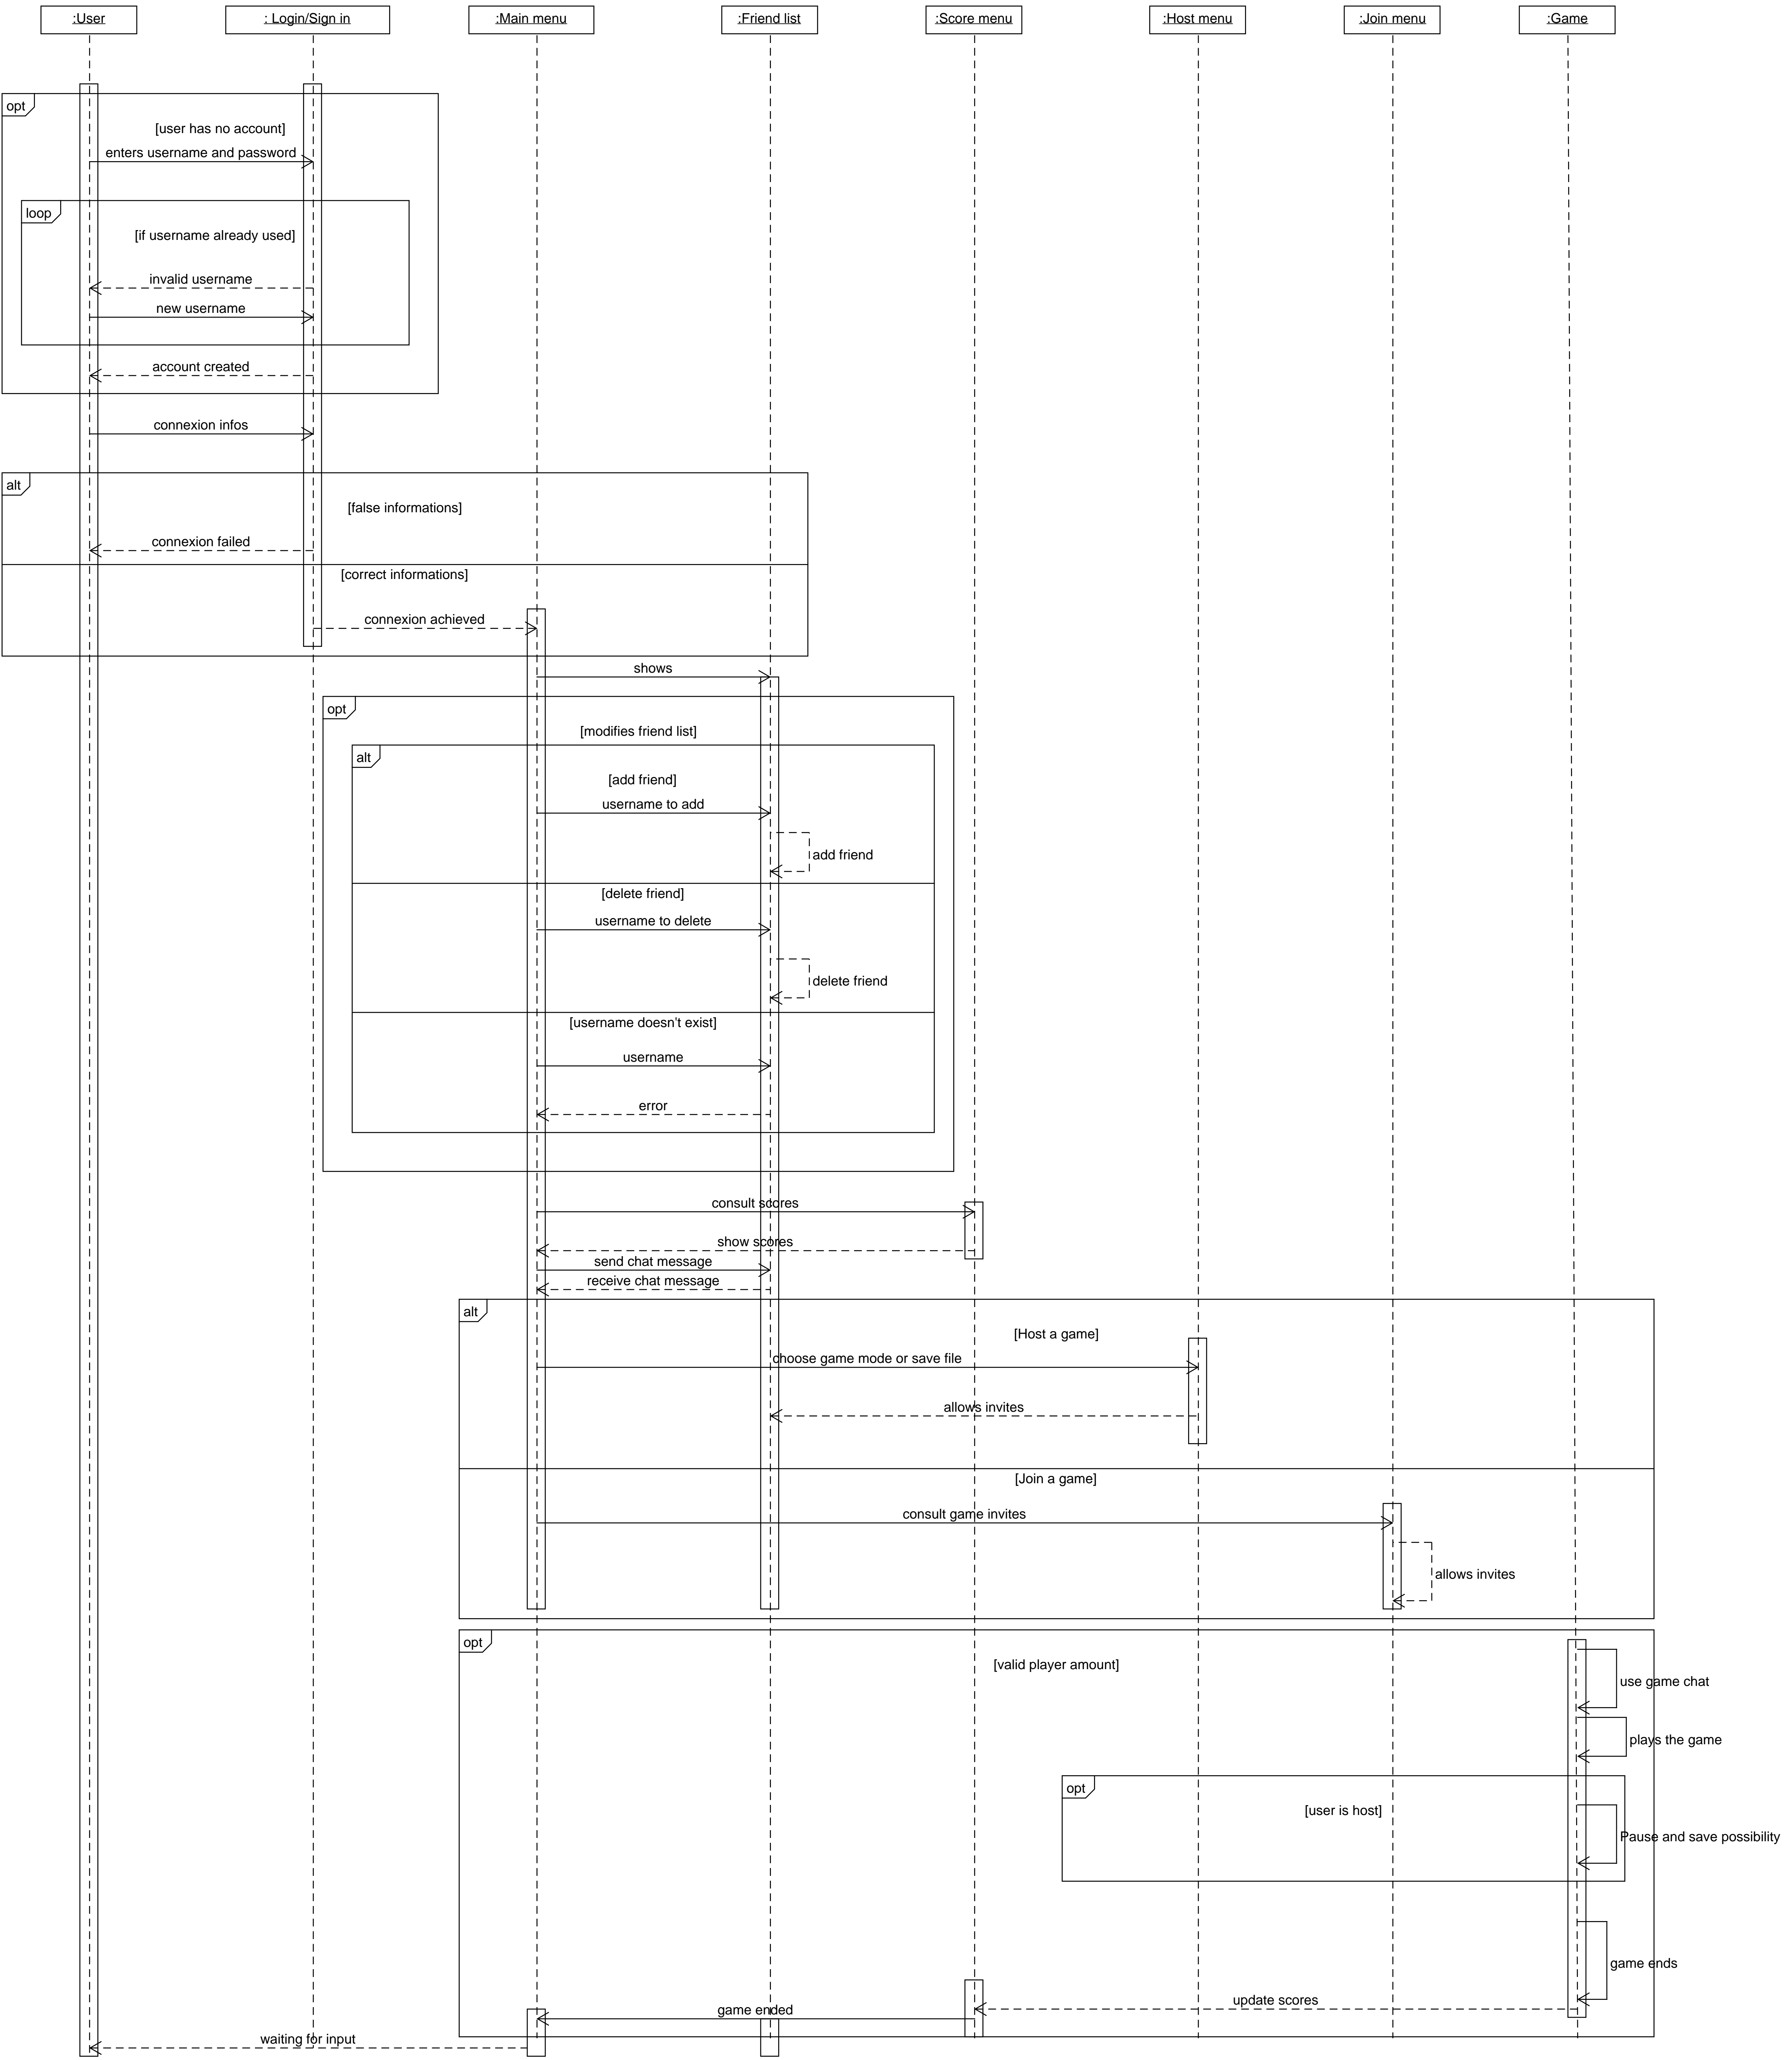 :User
: Login/Sign in
:Main menu
:Friend list
:Score menu
:Host menu
:Join menu
:Game
opt
[user has no account]
enters username and password
loop
[if username already used]
invalid username
new username
account created
connexion infos
alt
[false informations]
connexion failed
[correct informations]
connexion achieved
shows
opt
[modifies friend list]
alt
[add friend]
username to add
add friend
[delete friend]
username to delete
delete friend
[username doesn't exist]
username
error
consult scores
show scores
send chat message
receive chat message
alt
[Host a game]
choose game mode or save file
allows invites
[Join a game]
consult game invites
allows invites
opt
[valid player amount]
use game chat
plays the game
opt
[user is host]
Pause and save possibility
game ends
update scores
game ended
waiting for input